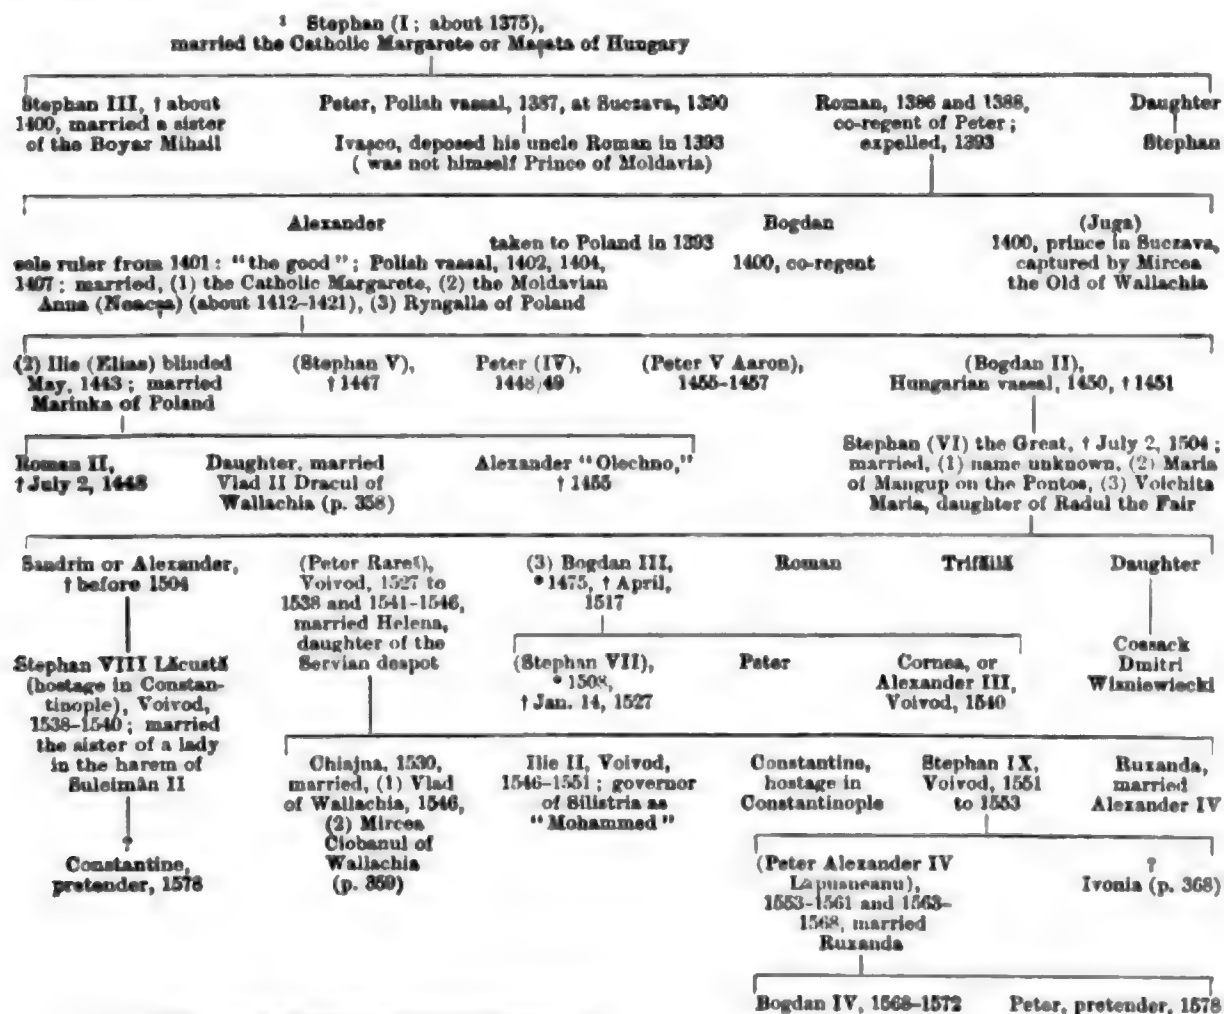 ¹ Stephan (I; about 1375),
married the Catholic Margarete or Mașata of Hungary
Stephan III, † about
1400, married a sister
of the Boyar Mihail
Peter, Polish vassal, 1387, at Suczava, 1390
Ivașco, deposed his uncle Roman in 1393
( was not himself Prince of Moldavia)
Roman, 1386 and 1388,
co-regent of Peter;
expelled, 1393
Daughter
Stephan
Alexander
taken to Poland in 1393
sole ruler from 1401: "the good"; Polish vassal, 1402, 1404,
1407; married, (1) the Catholic Margarete, (2) the Moldavian
Anna (Neacșa) (about 1412–1421), (3) Ryngalla of Poland
Bogdan
1400, co-regent
(Juga)
1400, prince in Suczava,
captured by Mircea
the Old of Wallachia
(2) Ilie (Elias) blinded
May, 1443; married
Marinka of Poland
(Stephan V),
† 1447
Peter (IV),
1448/49
(Peter V Aaron),
1455–1457
(Bogdan II),
Hungarian vassal, 1450, † 1451
Roman II,
† July 2, 1448
Daughter, married
Vlad II Dracul of
Wallachia (p. 358)
Alexander "Olechno,"
† 1455
Stephan (VI) the Great, † July 2, 1504;
married, (1) name unknown, (2) Maria
of Mangup on the Pontos, (3) Voichita
Maria, daughter of Radul the Fair
Sandrin or Alexander,
† before 1504
(Peter Rareș),
Voivod, 1527 to
1538 and 1541–1546,
married Helena,
daughter of the
Servian despot
(3) Bogdan III,
* 1475, † April,
1517
Roman
Trifăilă
Daughter
Stephan VIII Lăcustă
(hostage in Constan-
tinople), Voivod,
1538–1540; married
the sister of a lady
in the harem of
Suleimân II
(Stephan VII),
* 1508,
† Jan. 14, 1527
Peter
Cornea, or
Alexander III,
Voivod, 1540
Cossack
Dmitri
Wisniewiecki
Chiajna, 1530,
married, (1) Vlad
of Wallachia, 1546,
(2) Mircea
Ciobanul of
Wallachia
(p. 359)
Ilie II, Voivod,
1546–1551; governor
of Silistria as
"Mohammed"
Constantine,
hostage in
Constantinople
Stephan IX,
Voivod, 1551
to 1553
Ruxanda,
married
Alexander IV
?
Constantine,
pretender, 1578
(Peter Alexander IV
Lăpusneanu),
1553–1561 and 1563–
1568, married
Ruxanda
?
Ivonia (p. 368)
Bogdan IV, 1568–1572
Peter, pretender, 1578